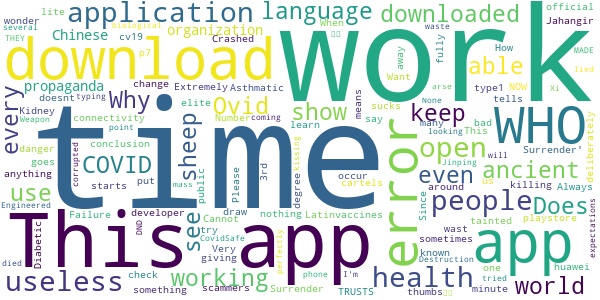 several
lite
biological
application
language
downloaded
official
wonder
THEY
Chinese
cv19
organization
When
waste
Jahangir
Crashed
p7
away
How
MADE
download
work
Want
fully
arse
able
NOW
lied
propaganda
change
Extremely
Asthmatic
type1
None
Xi
doesnt
typing
Why
Ovid
show
keep
means
tells
Kidney
elite
Number
coming
learn
say
sucks
Weapon
connectivity
every
point
sheep
many
looking
bad
This
WHO
Surrender'
danger
conclusion
open
Jinping
deliberately
goes
COVID
time
error
even
will
ancient
anything
starts
put
corrupted
mass
public
Please
3rd
kissing
degree
occur
cartels
us
killing
Always
use
Failure
developer
see
draw
nothing
Latinvaccines
Since
around
people
Does
tainted
playstore
expectations
This app
Diabetic
DND
Cannot
try
CovidSafe
perfectly
sometimes
wast
app
one
huawei
Engineered
Very
giving
phone
I'm
known
Destruction
tried
minute
useless
check
working
health
world
died
something
scammers
Surrender
TRUSTS
thumbs